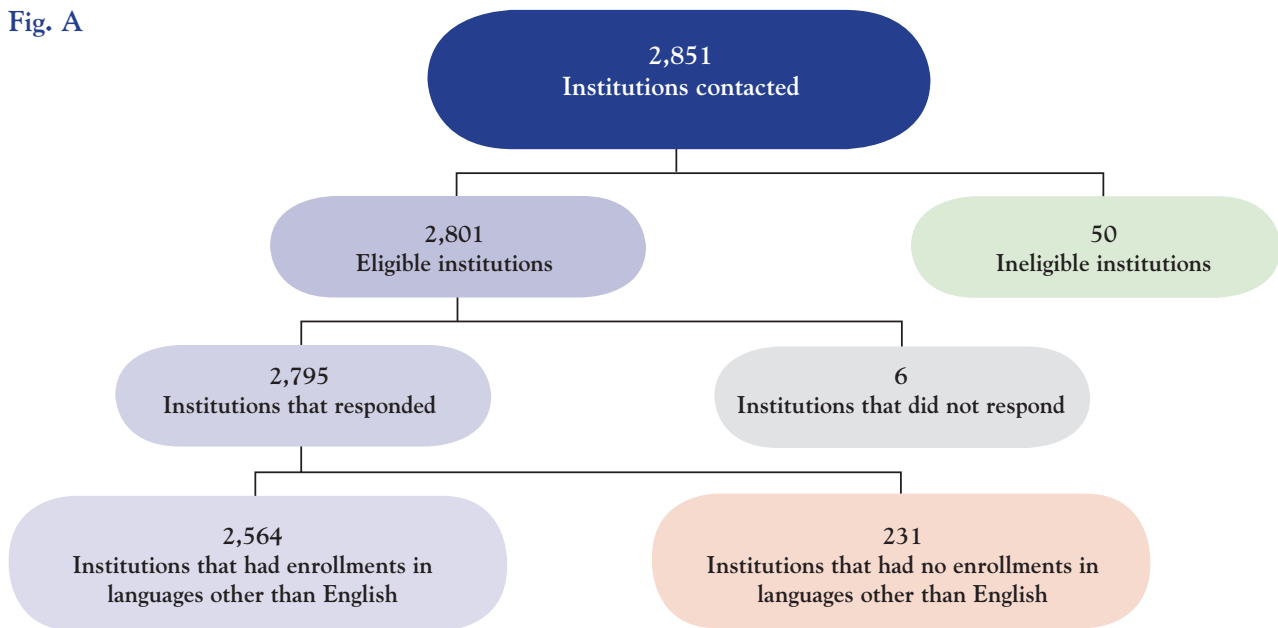 Fig. A
2,851
Institutions contacted
2,801
Eligible institutions
50
Ineligible institutions
2,795
Institutions that responded
6
Institutions that did not respond
2,564
Institutions that had enrollments in
languages other than English
231
Institutions that had no enrollments in
languages other than English